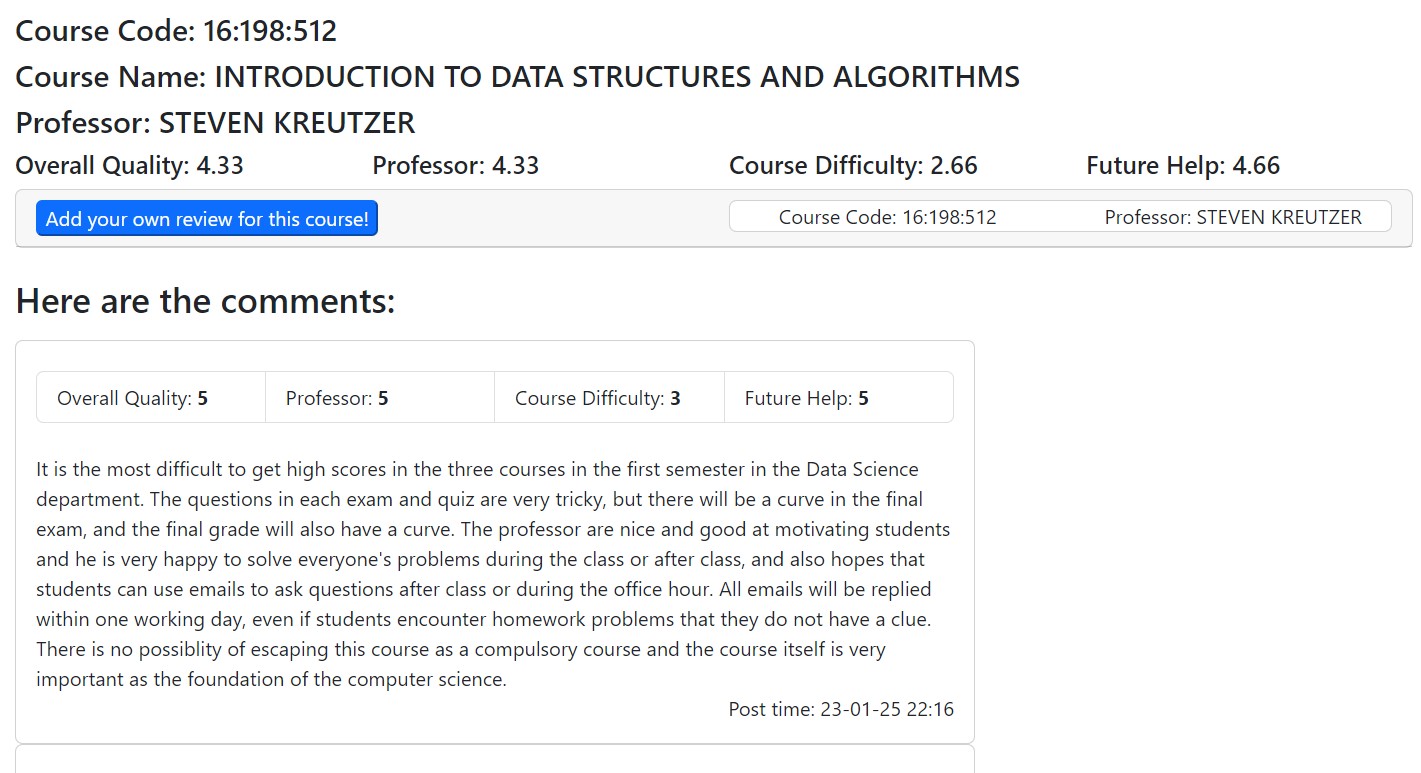 Course Code: 16:198:512
Course Name: INTRODUCTION TO DATA STRUCTURES AND ALGORITHMS
Professor: STEVEN KREUTZER
Overall Quality: 4.33 Professor: 4.33 Course Difficulty: 2.66 Future Help: 4.66
Add your own review for this course! Course Code: 16:198:512 Professor: STEVEN KREUTZER
Here are the comments:
Overall Quality: 5 Professor: 5 Course Difficulty: 3 Future Help: 5
It is the most difficult to get high scores in the three courses in the first semester in the Data Science
department. The questions in each exam and quiz are very tricky, but there will be a curve in the final
exam, and the final grade will also have a curve. The professor are nice and good at motivating students
and he is very happy to solve everyone's problems during the class or after class, and also hopes that
students can use emails to ask questions after class or during the office hour. All emails will be replied
within one working day, even if students encounter homework problems that they do not have a clue.
There is no possiblity of escaping this course as a compulsory course and the course itself is very
important as the foundation of the computer science.
Post time: 23-01-25 22:16